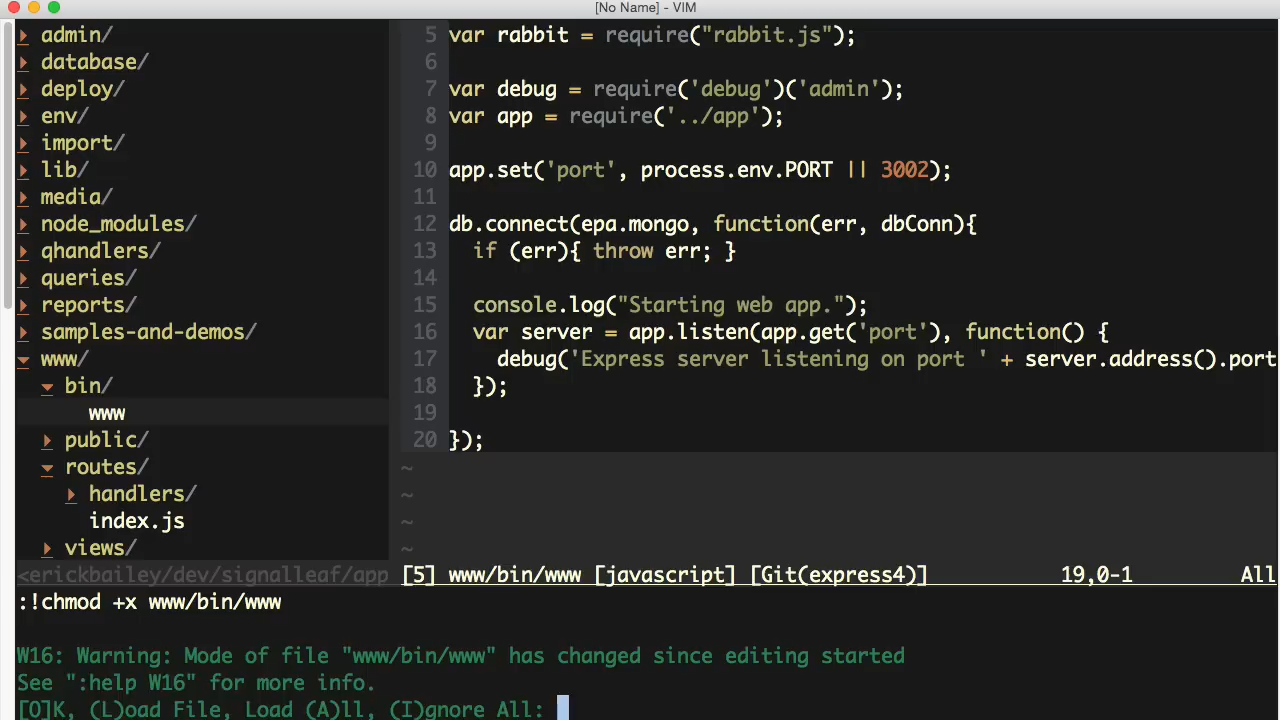 [No Name] - VIM
admin/
database/
deploy/
env/
import/
lib/
media/
node_modules/
qhandlers/
queries/
reports/
samples-and-demos/
www/
bin/
www
public/
routes/
handlers/
index.js
views/
<erickbailey/dev/signalleaf/app
5 var rabbit = require("rabbit.js");
6
7 var debug = require('debug')('admin');
8 var app = require('../app');
9
10 app.set('port', process.env.PORT || 3002);
11
12 db.connect(epa.mongo, function(err, dbConn){
13 if (err){ throw err; }
14
15 console.log("Starting web app.");
16 var server = app.listen(app.get('port'), function() {
17 debug('Express server listening on port ' + server.address().port
18 });
19
20 });
~
~
~
~
[5] www/bin/www [javascript] [Git(express4)] 19,0-1 All
:!chmod +x www/bin/www
W16: Warning: Mode of file "www/bin/www" has changed since editing started
See ":help W16" for more info.
[O]K, (L)oad File, Load (A)ll, (I)gnore All: